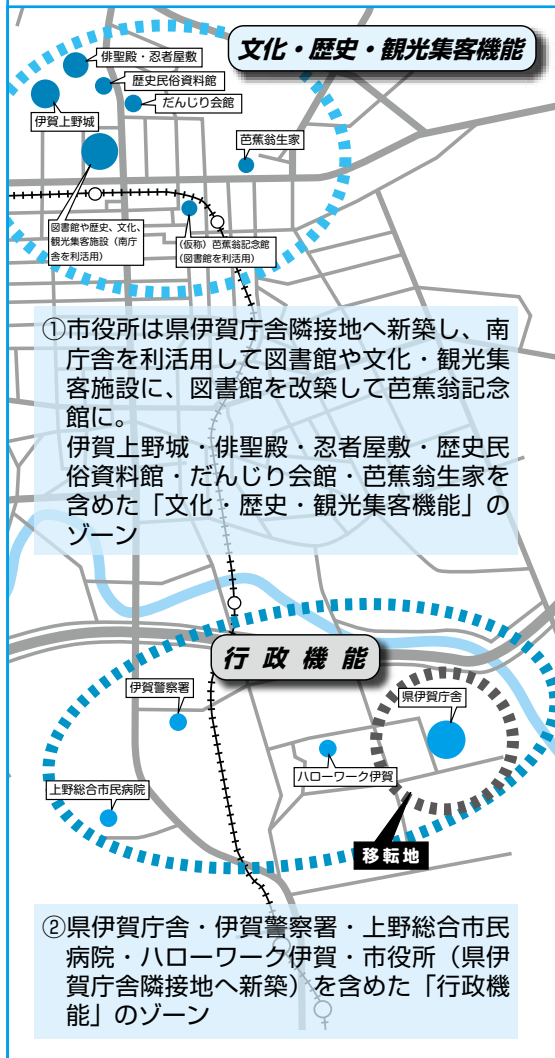 文化・歴史・観光集客機能
俳聖殿・忍者屋敷
歴史民俗資料館
だんじり会館
伊賀上野城
芭蕉翁生家
図書館や歴史、文化、
観光集客施設（南庁
舎を利活用）
(仮称）芭蕉翁記念館
（図書館を利活用）
①市役所は県伊賀庁舎隣接地へ新築し、南
庁舎を利活用して図書館や文化・観光集
客施設に、図書館を改築して芭蕉翁記念
館に。
伊賀上野城・俳聖殿・忍者屋敷・歴史民
俗資料館・だんじり会館・芭蕉翁生家を
含めた「文化・歴史・観光集客機能」の
ゾーン
行政機能
伊賀警察署
県伊賀庁舎
ハローワーク伊賀
上野総合市民病院
移転地
②県伊賀庁舎・伊賀警察署・上野総合市民
病院・ハローワーク伊賀・市役所（県伊
賀庁舎隣接地へ新築）を含めた「行政機
能」のゾーン